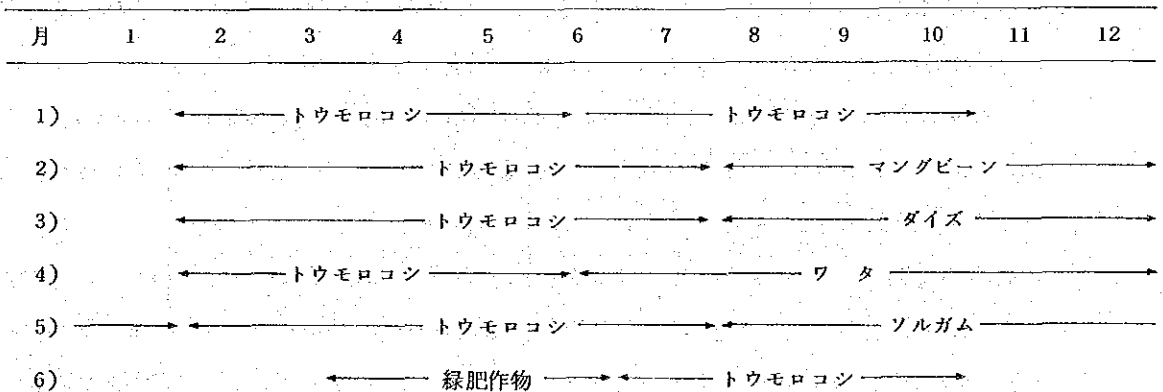 月 1 2 3 4 5 6 7 8 9 10 11 12
1) トウモロコシ トウモロコシ
2) トウモロコシ マングビーン
3) トウモロコシ ダイズ
4) トウモロコシ ワタ
5) トウモロコシ ソルガム
6) 緑肥作物 トウモロコシ